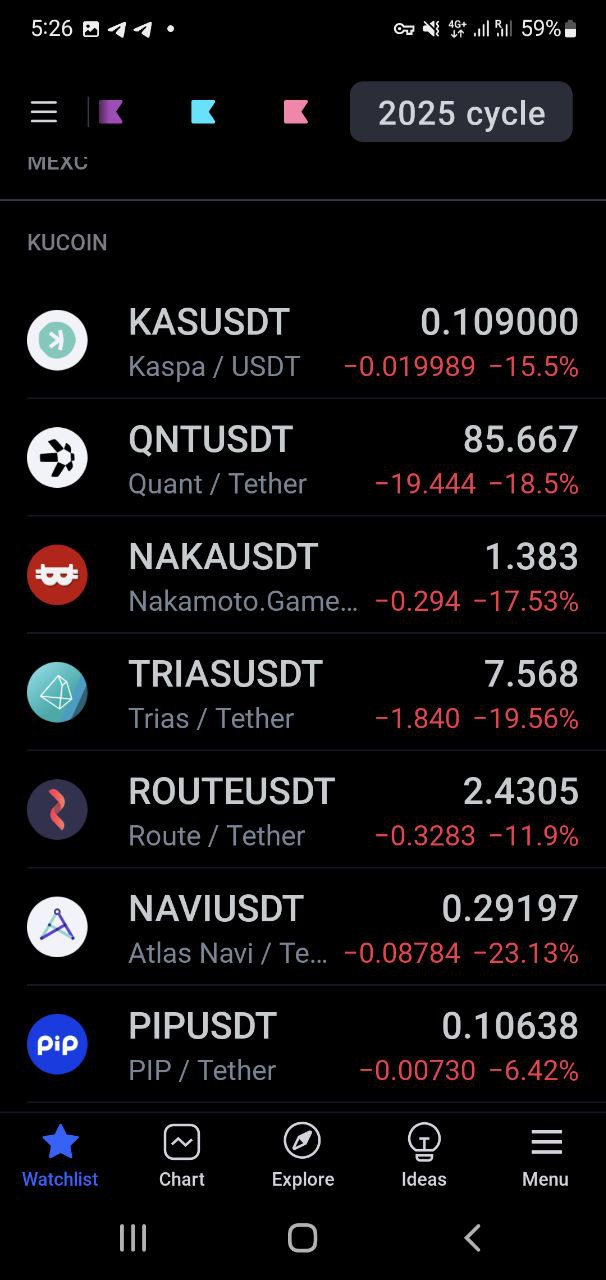 5:26 4G+ R 59%
2025 cycle
MEXC
KUCOIN
KASUSDT 0.109000
Kaspa / USDT −0.019989 −15.5%
QNTUSDT 85.667
Quant / Tether −19.444 −18.5%
NAKAUSDT 1.383
Nakamoto.Game… −0.294 −17.53%
TRIASUSDT 7.568
Trias / Tether −1.840 −19.56%
ROUTEUSDT 2.4305
Route / Tether −0.3283 −11.9%
NAVIUSDT 0.29197
Atlas Navi / Te… −0.08784 −23.13%
pip PIPUSDT 0.10638
PIP / Tether −0.00730 −6.42%
Watchlist Chart Explore Ideas Menu